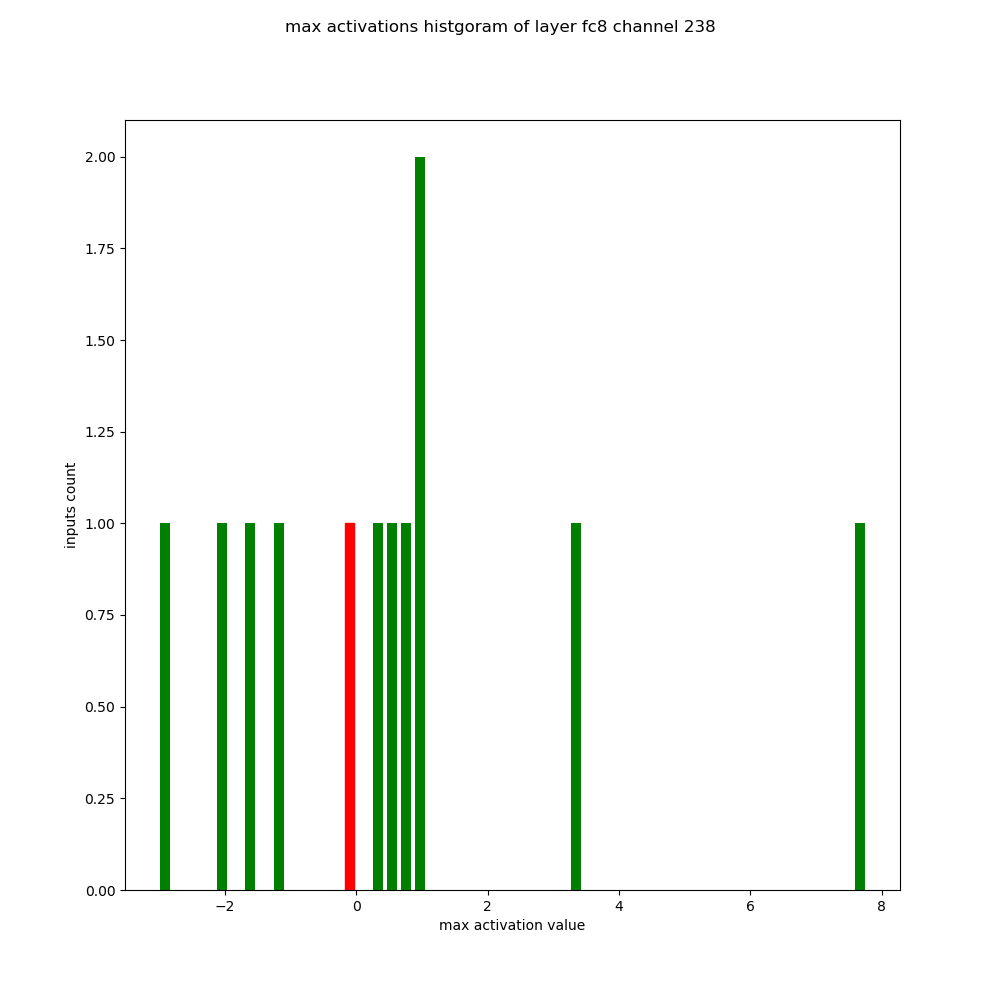 max activations histgoram of layer fc8 channel 238
2.00
1.75
1.50
1.25
1.00
0.75
0.50
0.25
0.00
inputs count
−2 0 2 4 6 8
max activation value